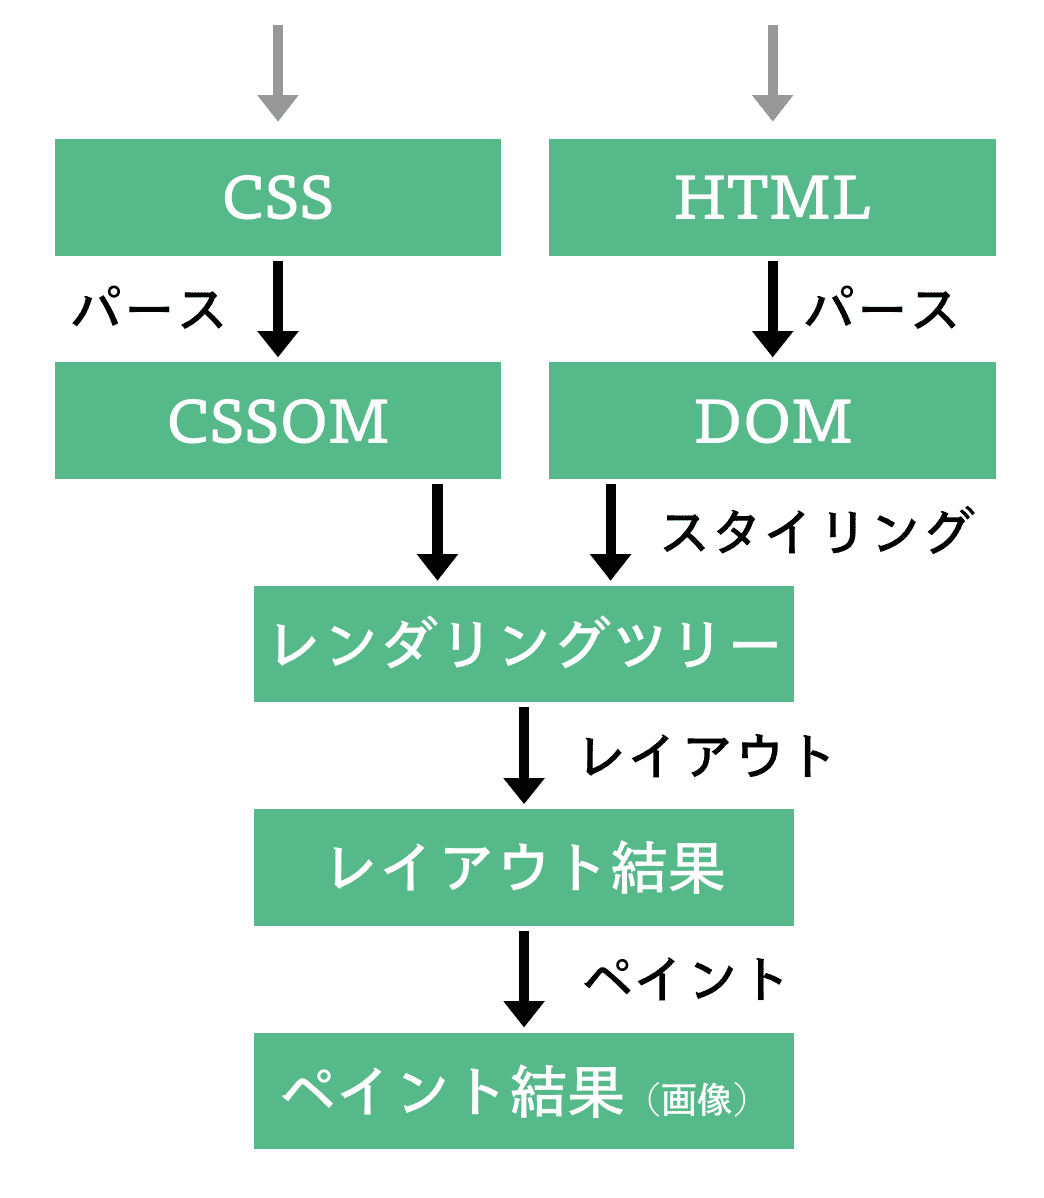 CSS
HTML
パース
パース
CSSOM
DOM
スタイリング
レンダリングツリー
レイアウト
レイアウト結果
ペイント
ペイント結果（画像）